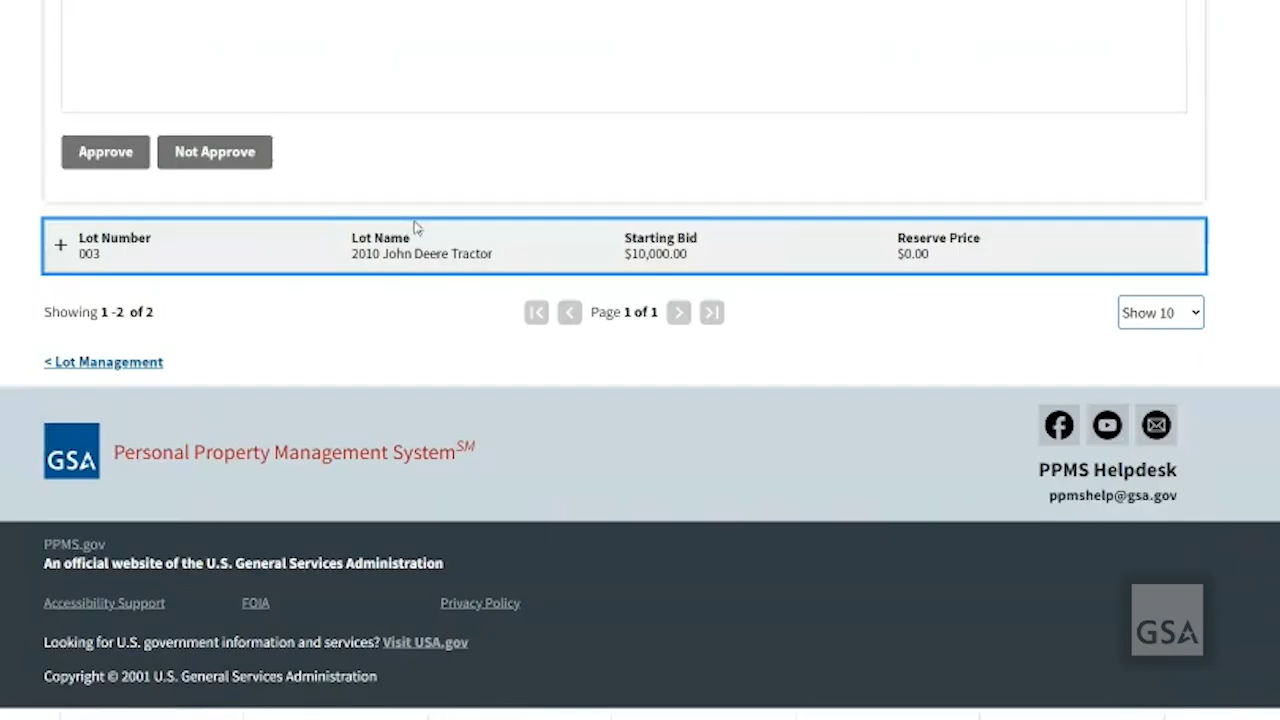 Approve Not Approve
Lot Number Lot Name Starting Bid Reserve Price
003 2010 John Deere Tractor $10,000.00 $0.00
Showing 1 -2 of 2 Page 1 of 1 Show 10
< Lot Management
GSA Personal Property Management System SM
PPMS Helpdesk
ppmshelp@gsa.gov
PPMS.gov
An official website of the U.S. General Services Administration
Accessibility Support FOIA Privacy Policy
Looking for U.S. government information and services? Visit USA.gov
GSA
Copyright © 2001 U.S. General Services Administration